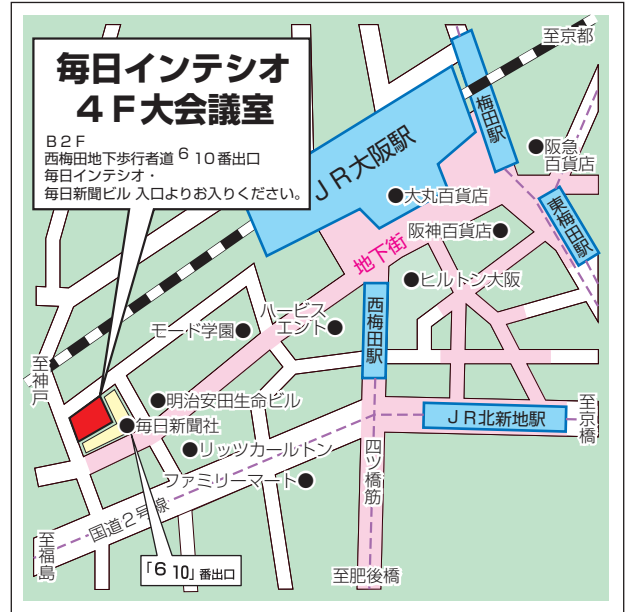 毎日インテシオ
4F大会議室
B2F
西梅田地下歩行者道 6 10番出口
毎日インテシオ・
毎日新聞ビル 入口よりお入りください。
至京都
梅田駅
阪急
百貨店
JR大阪駅
大丸百貨店
東梅田駅
阪神百貨店
地下街
ヒルトン大阪
西梅田駅
ハービス
エント
モード学園
至神戸
明治安田生命ビル
毎日新聞社
JR北新地駅
至京橋
リッツカールトン
四ツ橋筋
ファミリーマート
国道2号線
至福島
「6 10」番出口
至肥後橋